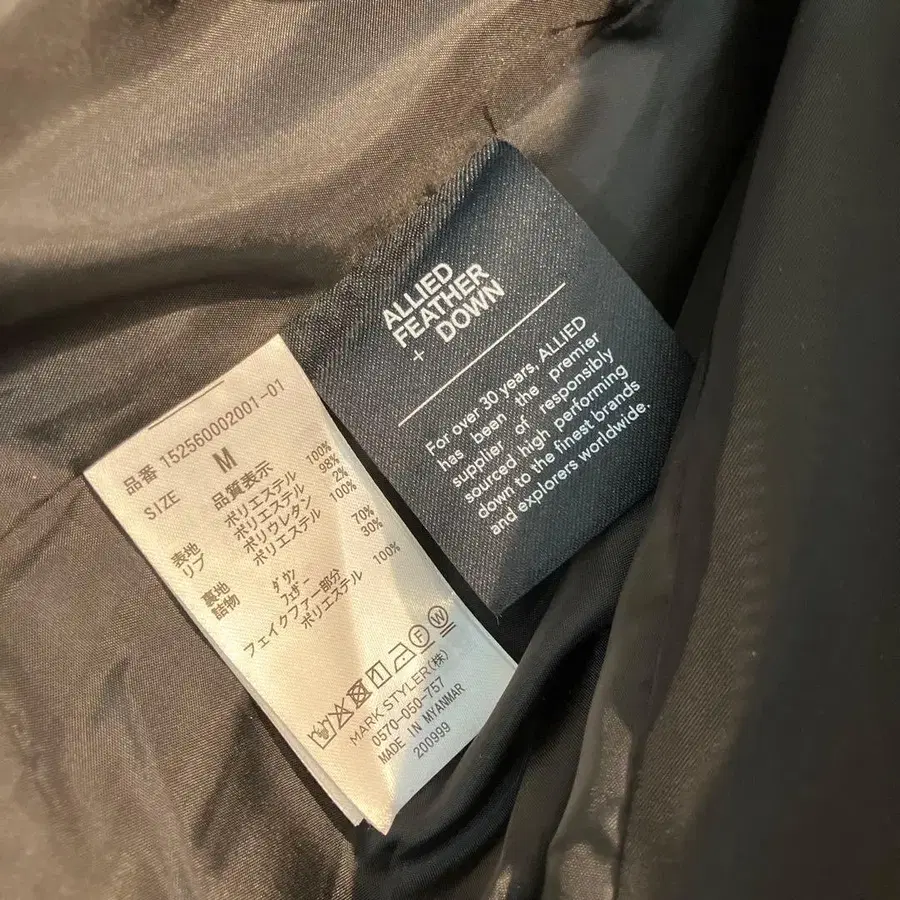 ALLIED
FEATHER
+ DOWN
For over 30 years, ALLIED
has been the premier
supplier of responsibly
sourced high performing
down to the finest brands
and explorers worldwide.
品番 152560002001-01
SIZE M
品質表示
表地 ポリエステル 100%
リブ ポリエステル 98%
ポリウレタン 2%
裏地 ポリエステル 100%
詰物 ダウン 70%
フェザー 30%
フェイクファー部分
ポリエステル 100%
MARK STYLER(株)
0570-050-757
MADE IN MYANMAR
200999